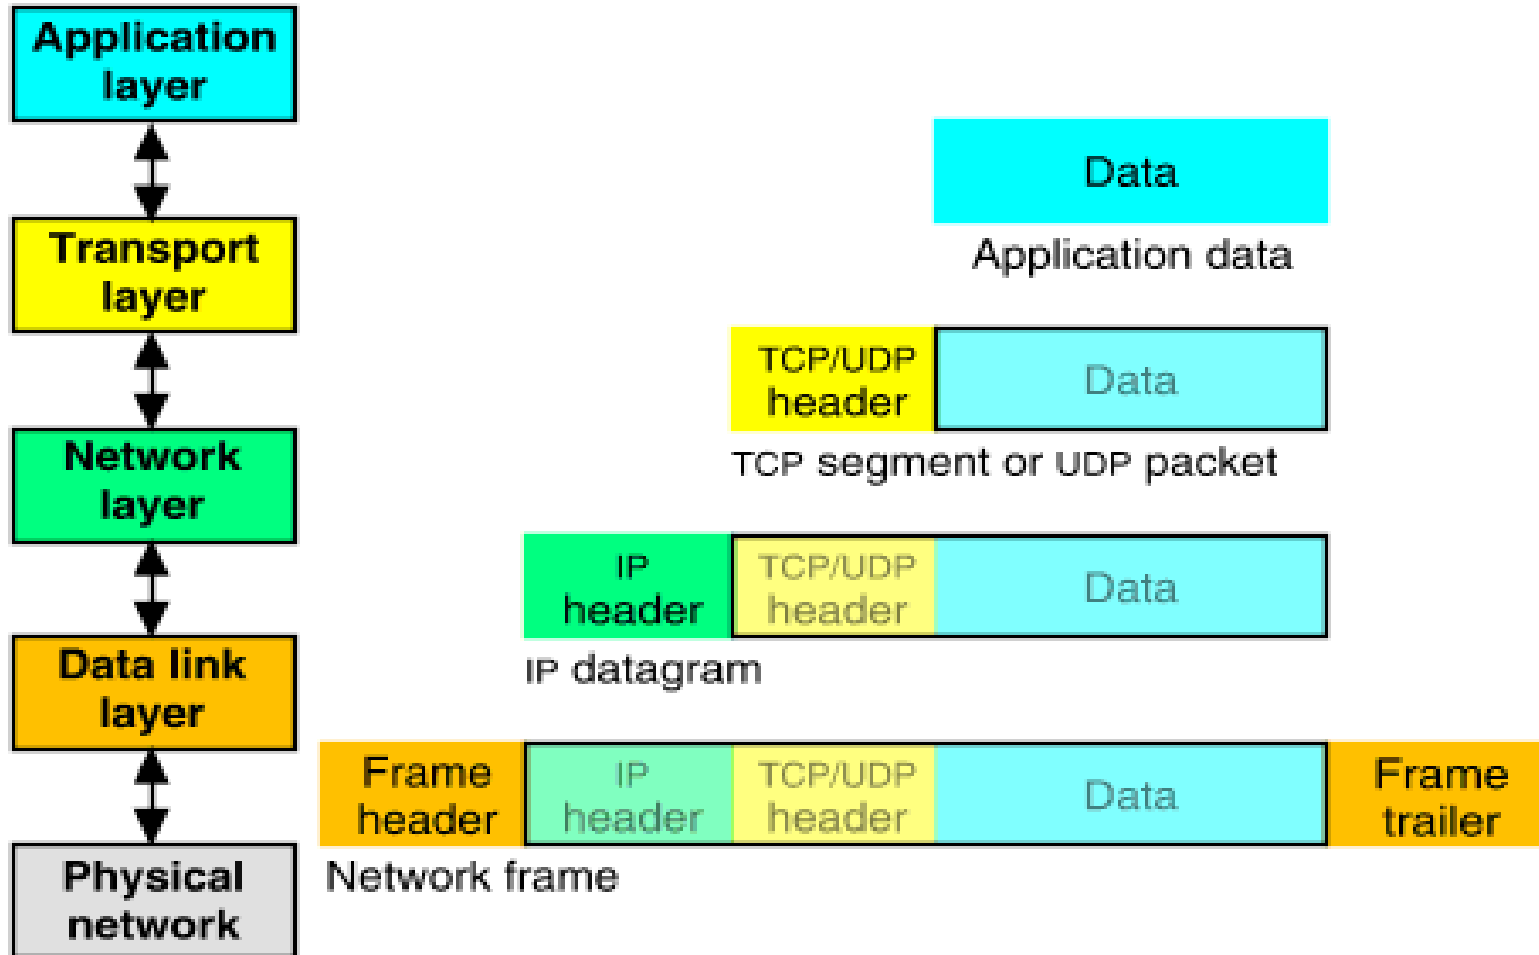 Application
layer
Data
Application data
Transport
layer
TCP/UDP
header
Data
TCP segment or UDP packet
Network
layer
IP
header
TCP/UDP
header
Data
IP datagram
Data link
layer
Frame
header
IP
header
TCP/UDP
header
Data
Frame
trailer
Network frame
Physical
network